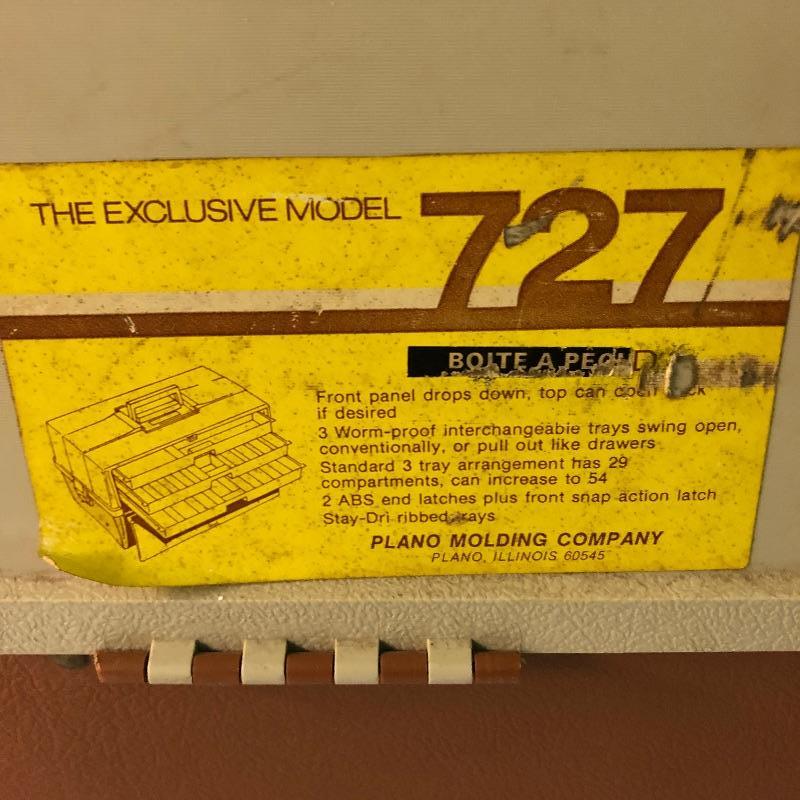 THE EXCLUSIVE MODEL 727
BOITE A
Front panel drops down, top can
if desired
3 Worm-proof interchangeable trays swing open,
conventionally, or pull out like drawers
Standard 3 tray arrangement has 29
compartments, can increase to 54
2 ABS end latches plus front snap action latch
Stay-Dri ribbed trays
PLANO MOLDING COMPANY
PLANO, ILLINOIS 60545